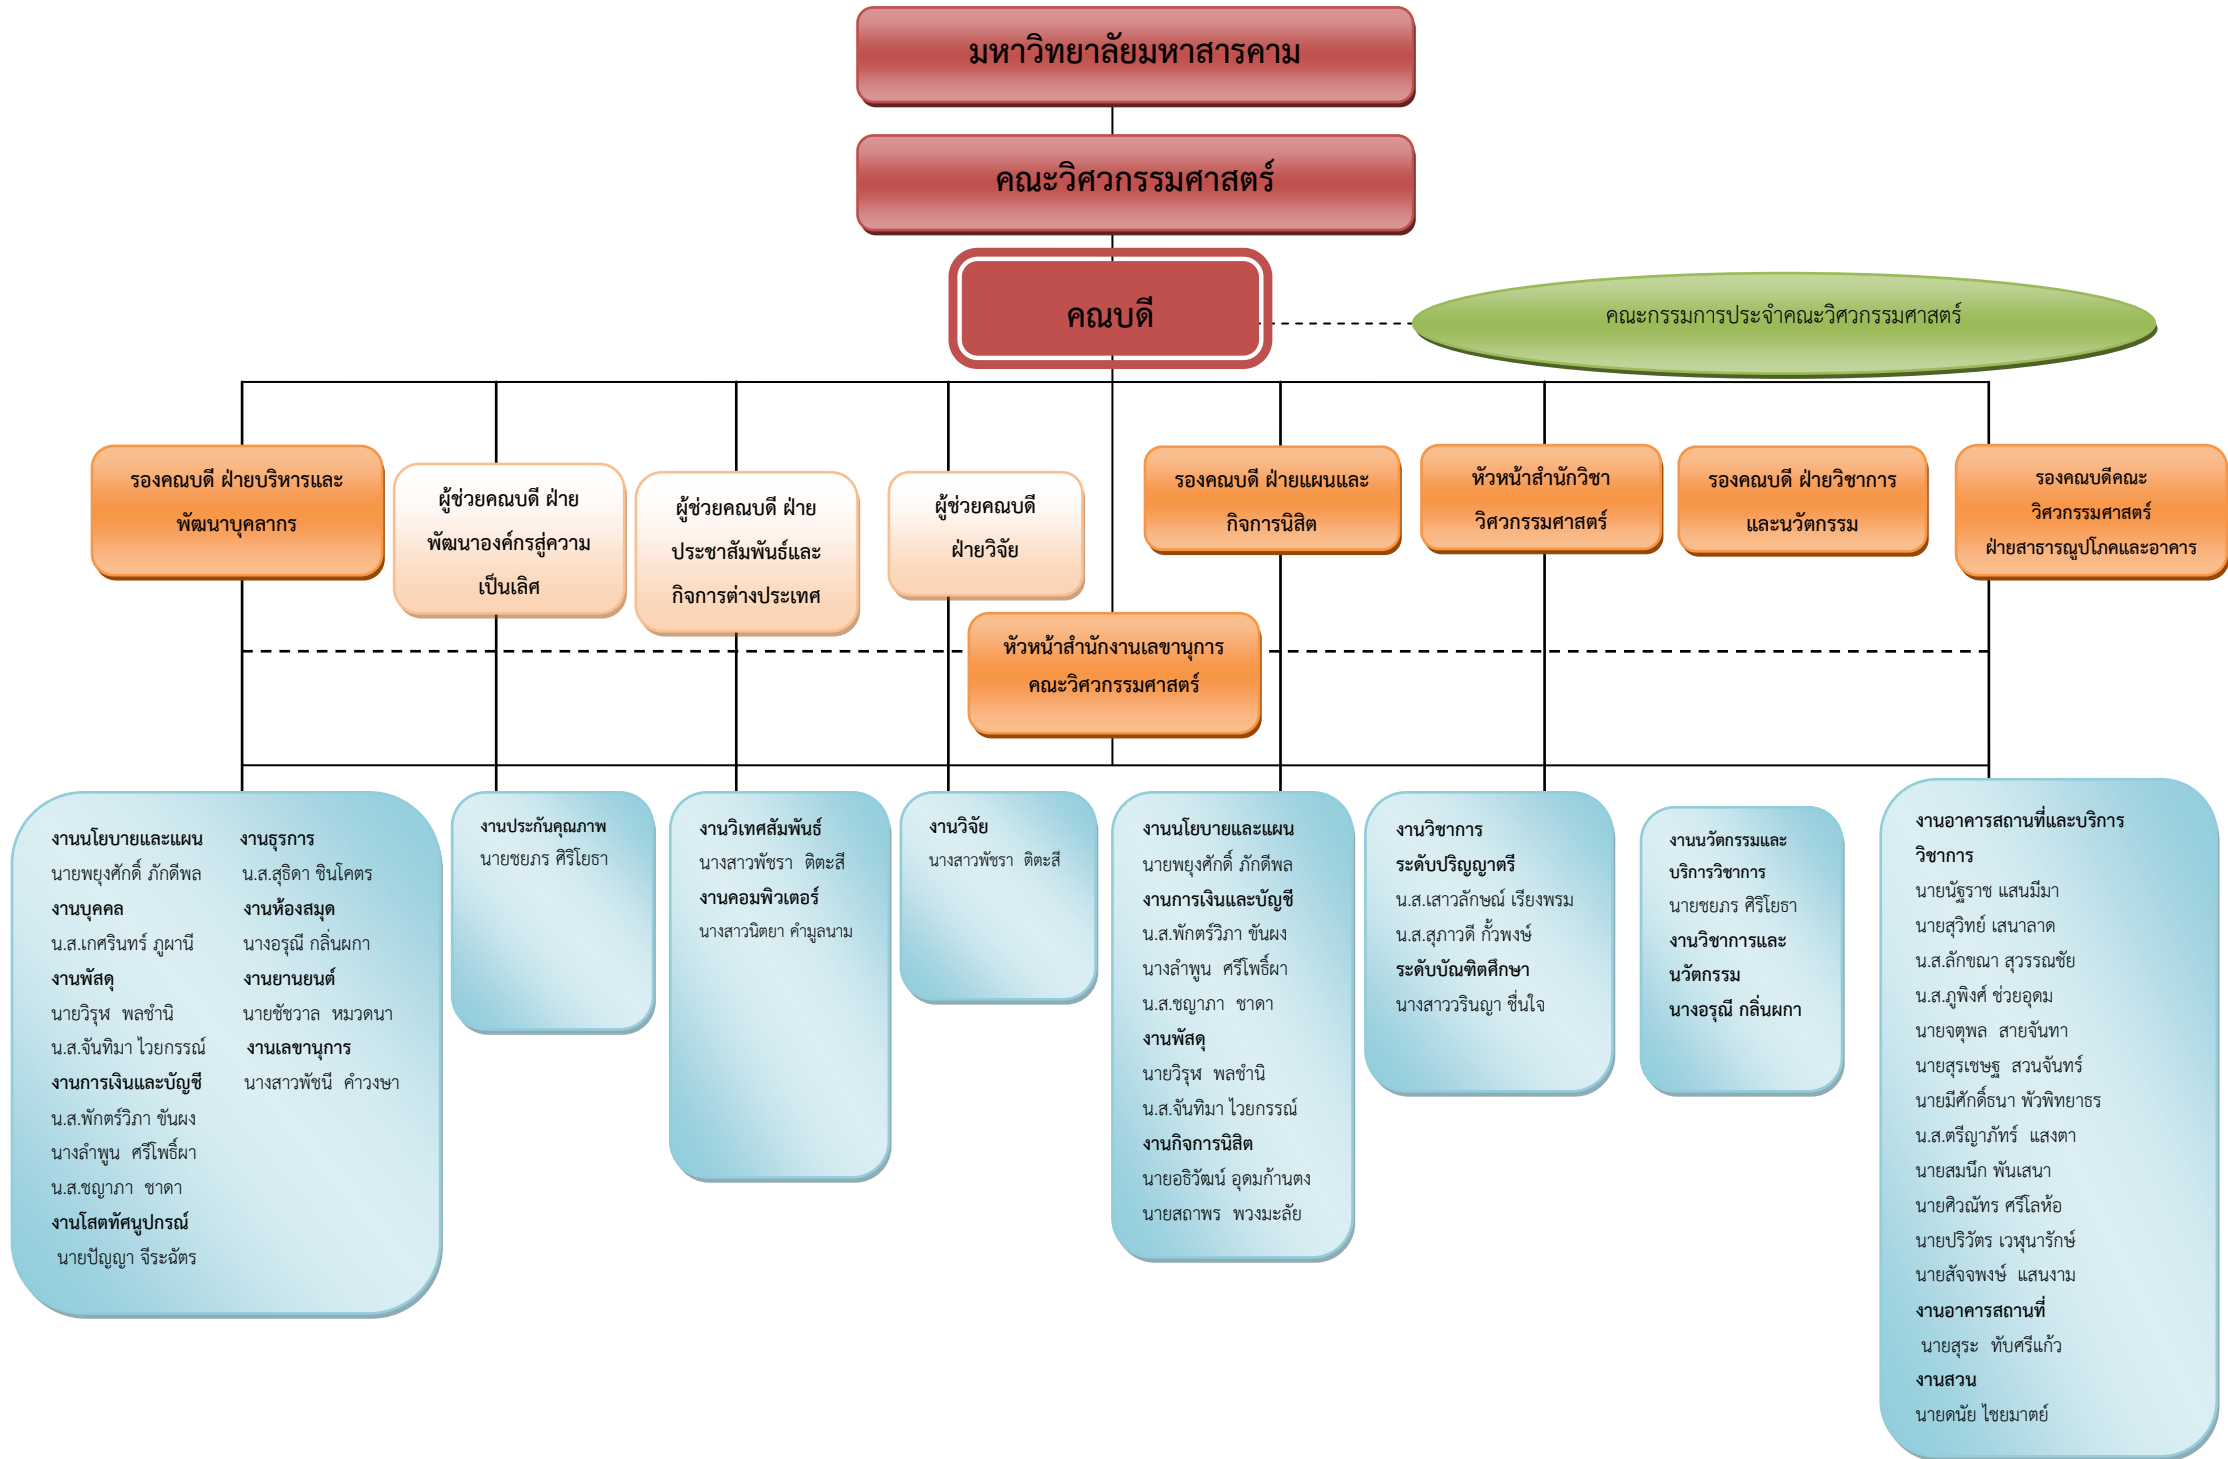 มหาวิทยาลัยมหาสารคาม
คณะวิศวกรรมศาสตร์
คณบดี
คณะกรรมการประจำคณะวิศวกรรมศาสตร์
รองคณบดี ฝ่ายบริหารและ
พัฒนาบุคลากร
ผู้ช่วยคณบดี ฝ่าย
พัฒนาองค์กรสู่ความ
เป็นเลิศ
ผู้ช่วยคณบดี ฝ่าย
ประชาสัมพันธ์และ
กิจการต่างประเทศ
ผู้ช่วยคณบดี
ฝ่ายวิจัย
รองคณบดี ฝ่ายแผนและ
กิจการนิสิต
หัวหน้าสำนักวิชา
วิศวกรรมศาสตร์
รองคณบดี ฝ่ายวิชาการ
และนวัตกรรม
รองคณบดีคณะ
วิศวกรรมศาสตร์
ฝ่ายสาธารณูปโภคและอาคาร
หัวหน้าสำนักงานเลขานุการ
คณะวิศวกรรมศาสตร์
งานนโยบายและแผน
นายพยุงศักดิ์ ภักดีพล
งานบุคคล
น.ส.เกศรินทร์ ภูผานี
งานพัสดุ
นายวิรุฬ พลชำนิ
น.ส.จันทิมา ไวยกรรณ์
งานการเงินและบัญชี
น.ส.พักตร์วิภา ขันผง
นางลำพูน ศรีโพธิ์ผา
น.ส.ชญาภา ชาดา
งานโสตทัศนูปกรณ์
นายปัญญา จีระฉัตร
งานธุรการ
น.ส.สุธิดา ชินโคตร
งานห้องสมุด
นางอรุณี กลิ่นผกา
งานยานยนต์
นายชัชวาล หมวดนา
งานเลขานุการ
นางสาวพัชนี คำวงษา
งานประกันคุณภาพ
นายชยภร ศิริโยธา
งานวิเทศสัมพันธ์
นางสาวพัชรา ติตะสี
งานคอมพิวเตอร์
นางสาวนิตยา คำมูลนาม
งานวิจัย
นางสาวพัชรา ติตะสี
งานนโยบายและแผน
นายพยุงศักดิ์ ภักดีพล
งานการเงินและบัญชี
น.ส.พักตร์วิภา ขันผง
นางลำพูน ศรีโพธิ์ผา
น.ส.ชญาภา ชาดา
งานพัสดุ
นายวิรุฬ พลชำนิ
น.ส.จันทิมา ไวยกรรณ์
งานกิจการนิสิต
นายอธิวัฒน์ อุดมก้านตง
นายสถาพร พวงมะลัย
งานวิชาการ
ระดับปริญญาตรี
น.ส.เสาวลักษณ์ เรียงพรม
น.ส.สุภาวดี กั้วพงษ์
ระดับบัณฑิตศึกษา
นางสาววรินญา ชื่นใจ
งานนวัตกรรมและ
บริการวิชาการ
นายชยภร ศิริโยธา
งานวิชาการและ
นวัตกรรม
นางอรุณี กลิ่นผกา
งานอาคารสถานที่และบริการ
วิชาการ
นายนัฐราช แสนมีมา
นายสุวิทย์ เสนาลาด
น.ส.ลักขณา สุวรรณชัย
น.ส.ภูพิงศ์ ช่วยอุดม
นายจตุพล สายจันทา
นายสุรเชษฐ สวนจันทร์
นายมีศักดิ์ธนา พัวพิทยาธร
น.ส.ตรีญาภัทร์ แสงตา
นายสมนึก พันเสนา
นายศิวณัทร ศรีโลห้อ
นายปริวัตร เวฬุนารักษ์
นายสัจจพงษ์ แสนงาม
งานอาคารสถานที่
นายสุระ ทับศรีแก้ว
งานสวน
นายดนัย ไชยมาตย์